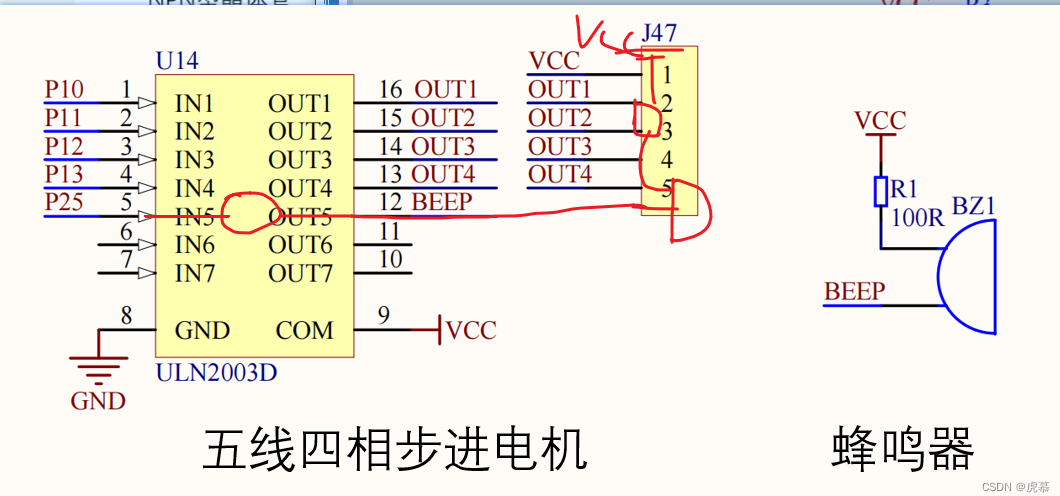 U14
P10 1 IN1 OUT1 16 OUT1
P11 2 IN2 OUT2 15 OUT2
P12 3 IN3 OUT3 14 OUT3
P13 4 IN4 OUT4 13 OUT4
P25 5 IN5 OUT5 12 BEEP
6 IN6 OUT6 11
7 IN7 OUT7 10
8 GND COM 9 VCC
GND
ULN2003D
五线四相步进电机
Vcc
J47
VCC 1
OUT1 2
OUT2 3
OUT3 4
OUT4 5
VCC
R1
100R
BZ1
BEEP
蜂鸣器
CSDN @虎慕